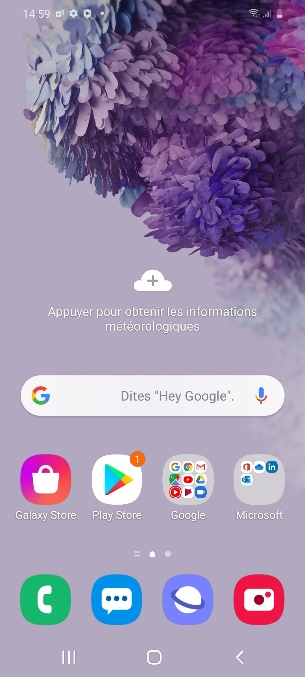 14:59
Appuyer pour obtenir les informations
météorologiques
Dites "Hey Google".
1
Galaxy Store
Play Store
Google
Microsoft